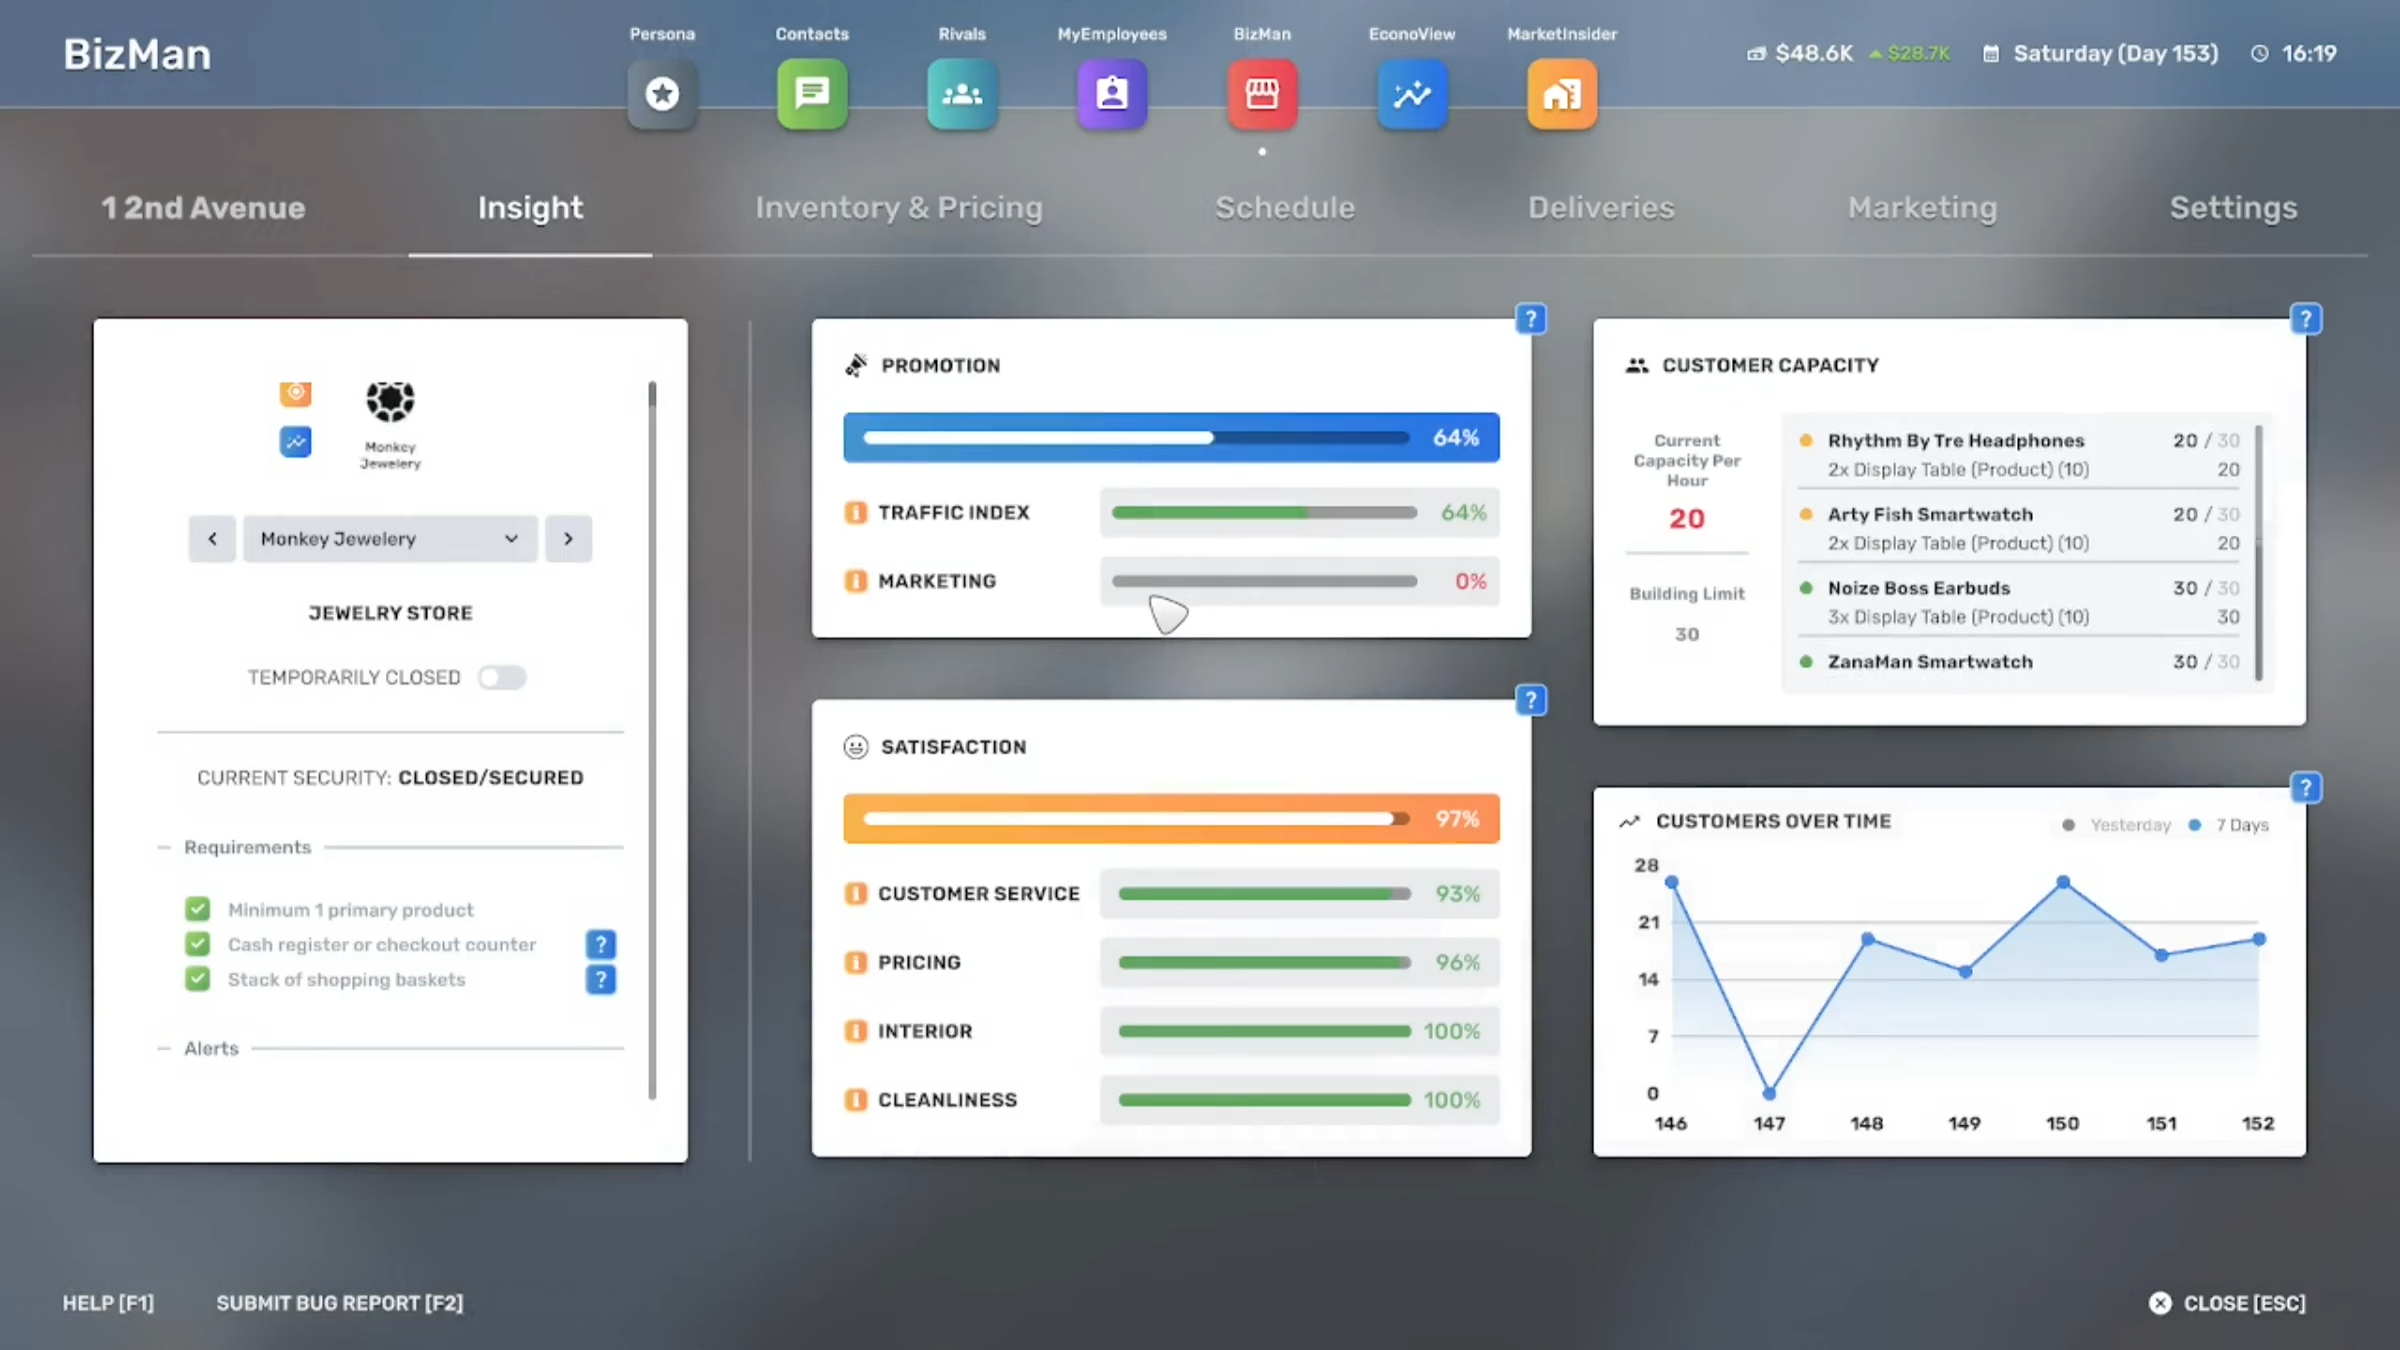 BizMan
Persona
Contacts
Rivals
MyEmployees
BizMan
EconoView
MarketInsider
$48.6K
$28.7K
Saturday (Day 153)
16:19
1 2nd Avenue
Insight
Inventory & Pricing
Schedule
Deliveries
Marketing
Settings
Monkey
Jewelery
Monkey Jewelery
JEWELRY STORE
TEMPORARILY CLOSED
CURRENT SECURITY: CLOSED/SECURED
Requirements
Minimum 1 primary product
Cash register or checkout counter
?
Stack of shopping baskets
?
Alerts
?
PROMOTION
64%
TRAFFIC INDEX
64%
MARKETING
0%
?
SATISFACTION
97%
CUSTOMER SERVICE
93%
PRICING
96%
INTERIOR
100%
CLEANLINESS
100%
?
CUSTOMER CAPACITY
Current
Capacity Per
Hour
20
Building Limit
30
Rhythm By Tre Headphones 20 / 30
2x Display Table (Product) (10) 20
Arty Fish Smartwatch 20 / 30
2x Display Table (Product) (10) 20
Noize Boss Earbuds 30 / 30
3x Display Table (Product) (10) 30
ZanaMan Smartwatch 30 / 30
?
CUSTOMERS OVER TIME
Yesterday
7 Days
28
21
14
7
0
146 147 148 149 150 151 152
HELP [F1]
SUBMIT BUG REPORT [F2]
CLOSE [ESC]